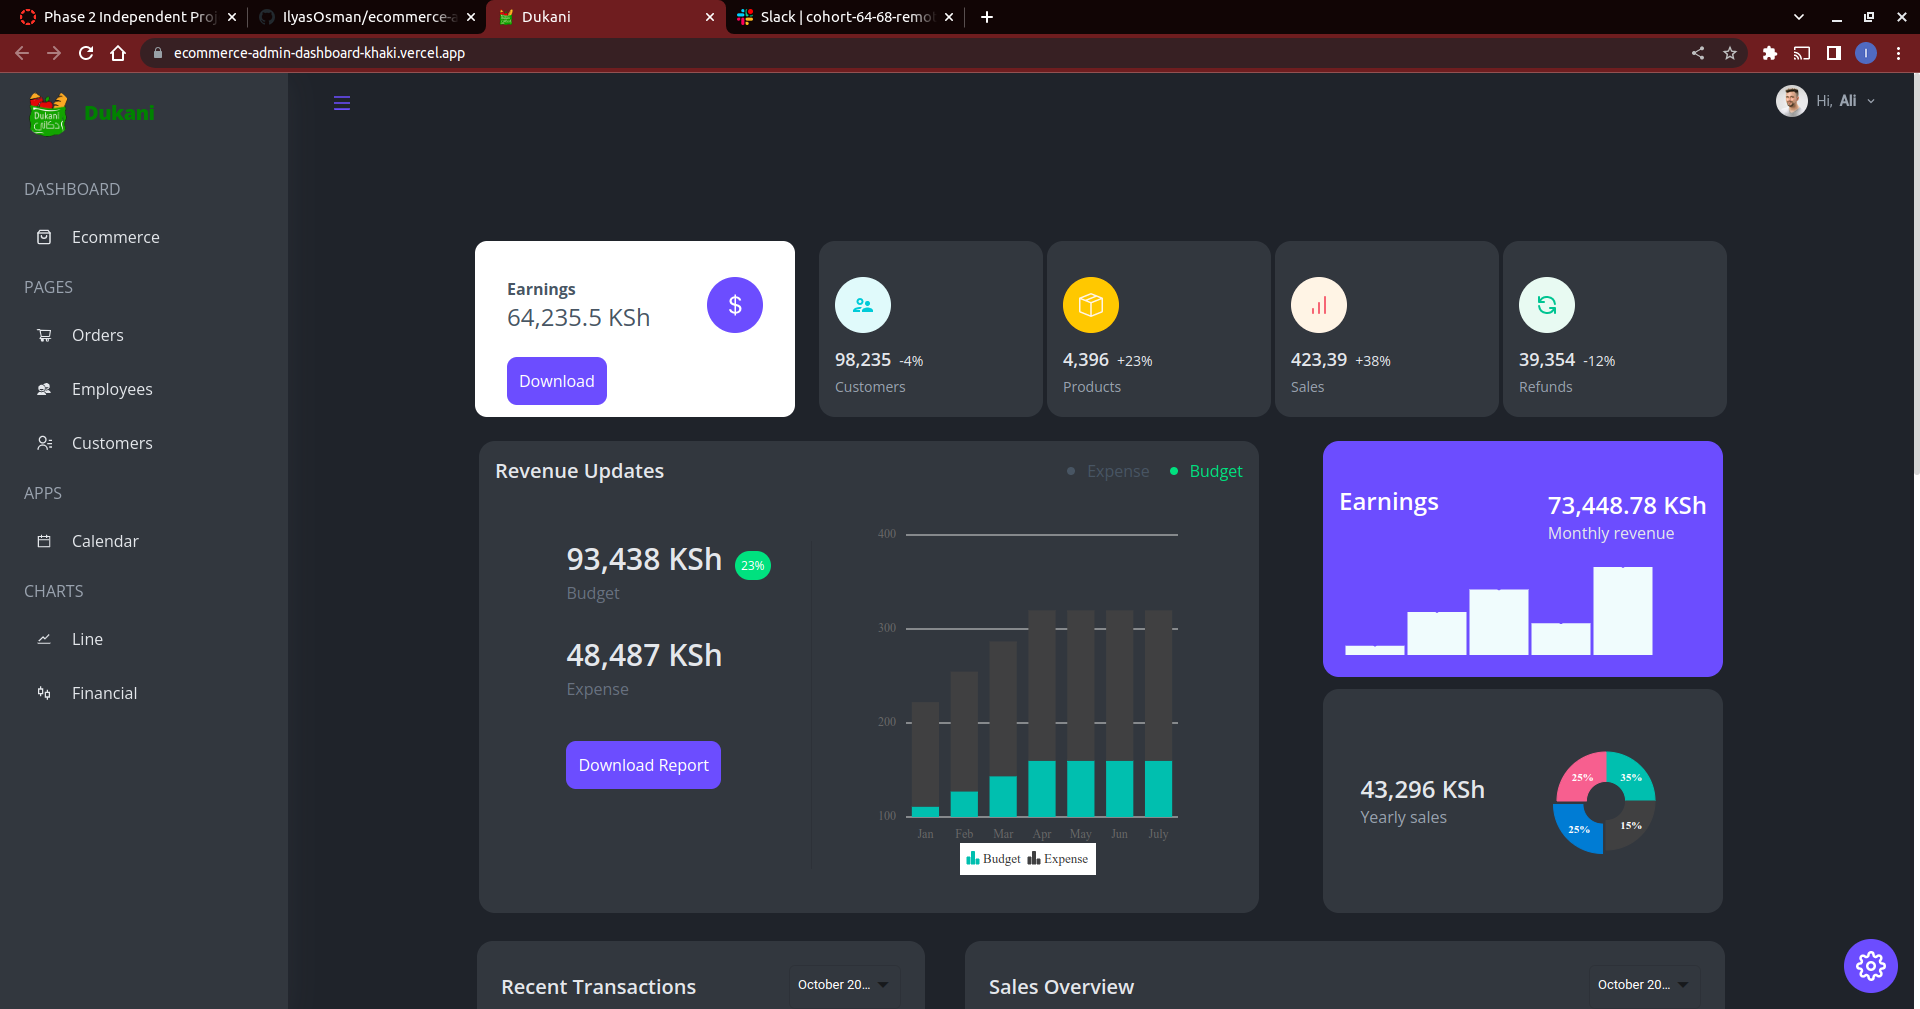 Phase 2 Independent Proj
IlyasOsman/ecommerce-a
Dukani
Slack | cohort-64-68-remo
ecommerce-admin-dashboard-khaki.vercel.app
Dukani
Dukani
Hi, Ali
DASHBOARD
Ecommerce
PAGES
Orders
Employees
Customers
APPS
Calendar
CHARTS
Line
Financial
Earnings
64,235.5 KSh
$
Download
98,235 -4%
Customers
4,396 +23%
Products
423,39 +38%
Sales
39,354 -12%
Refunds
Revenue Updates
Expense
Budget
93,438 KSh 23%
Budget
48,487 KSh
Expense
Download Report
400
300
200
100
Jan Feb Mar Apr May Jun July
Budget Expense
Earnings
73,448.78 KSh
Monthly revenue
43,296 KSh
Yearly sales
25% 35%
25% 15%
Recent Transactions
October 20...
Sales Overview
October 20...